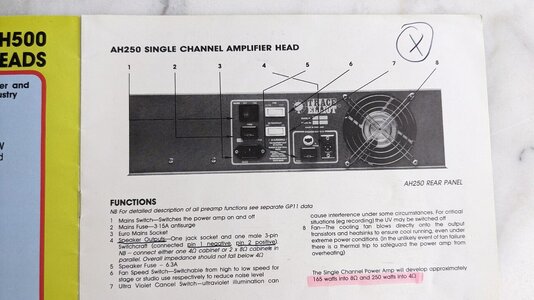 AH500
EADS
er and
ustry
AH250 SINGLE CHANNEL AMPLIFIER HEAD
X
1 2 3 4 5 6 7 8
TRACE
ELLIOT
AH250 REAR PANEL
FUNCTIONS
NB For detailed description of all preamp functions see separate GP11 data
1 Mains Switch—Switches the power amp on and off
2 Mains Fuse—3·15A antisurge
3 Euro Mains Socket
4 Speaker Outputs—One jack socket and one male 3-pin
Switchcraft (connected pin 1 negative, pin 2 positive).
NB – connect either one 4Ω cabinet or 2 x 8Ω cabinets in
parallel. Overall impedance should not fall below 4Ω
5 Speaker Fuse – 6.3A
6 Fan Speed Switch—Switchable from high to low speed for
stage or studio use respectively to reduce noise level
7 Ultra Violet Cancel Switch—ultraviolet illumination can
cause interference under some circumstances. For critical
situations (eg recording) the UV may be switched off
8 Fan—The cooling fan blows directly onto the output
transistors and heatsink to ensure cool running, even under
extreme power conditions. (In the unlikely event of fan failure
there is a thermal trip to safeguard the power amp from
overheating)
The Single Channel Power Amp will develop approximately
165 watts into 8Ω and 250 watts into 4Ω